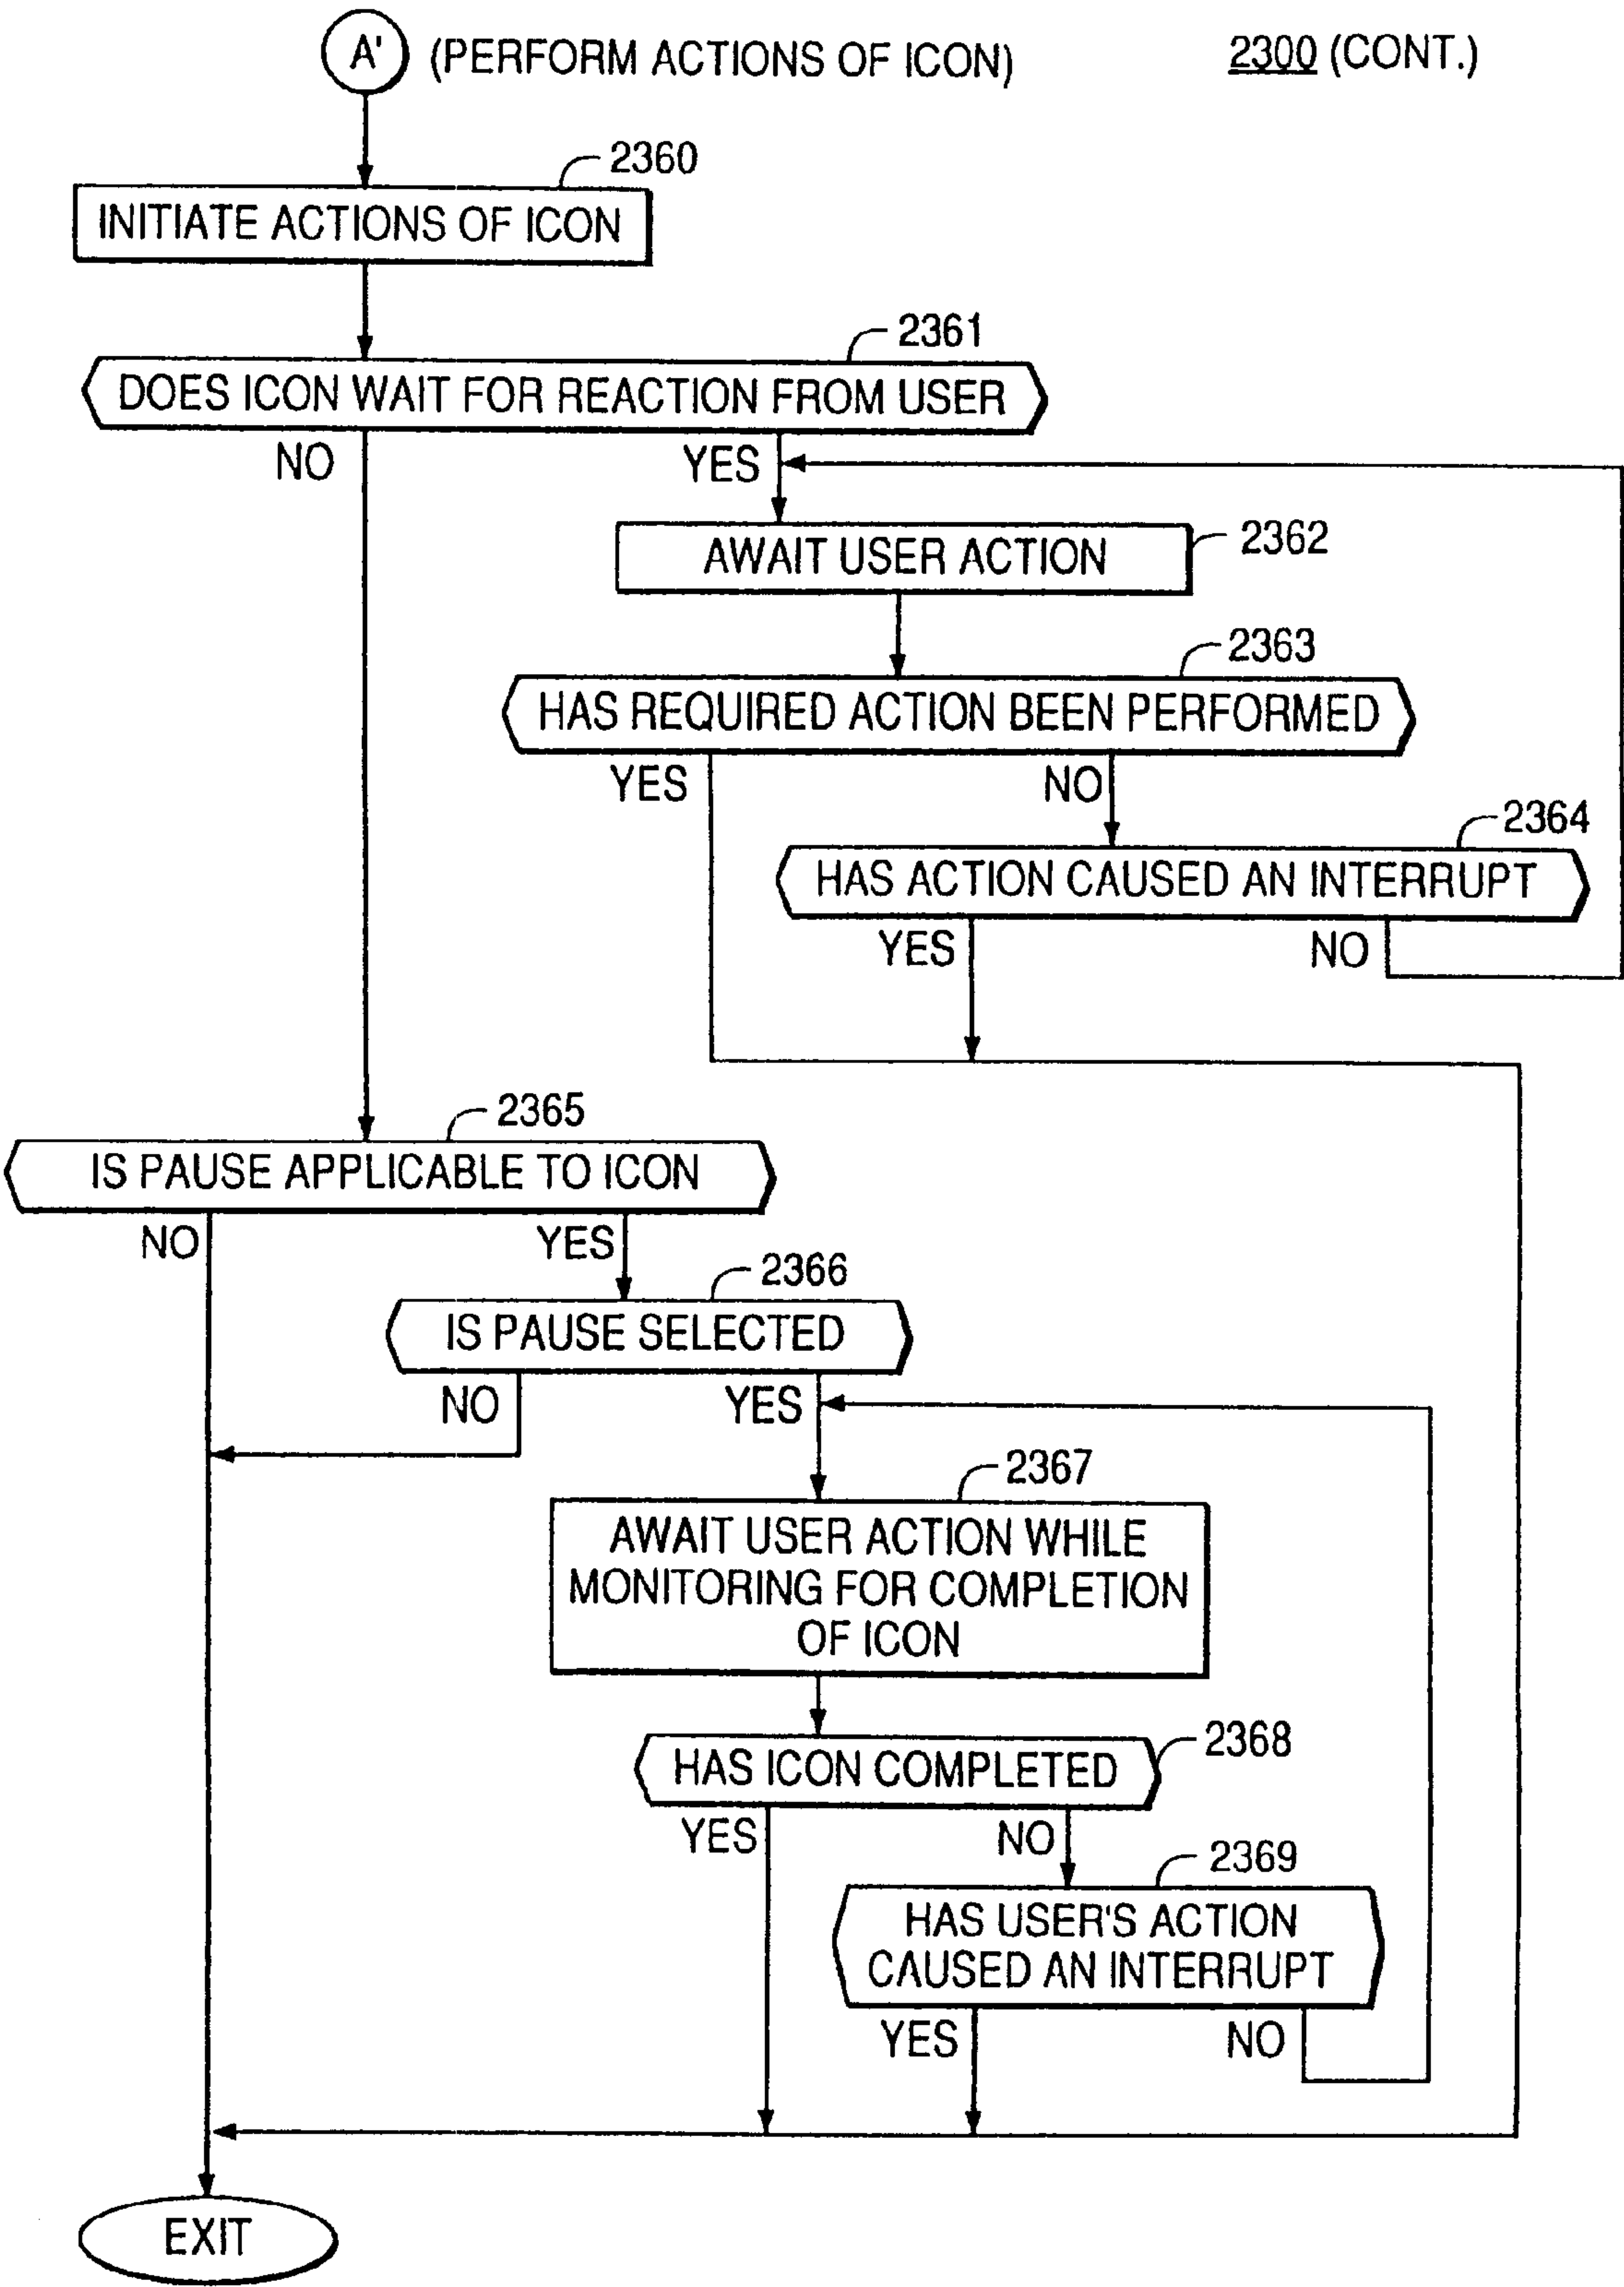 A' (PERFORM ACTIONS OF ICON) 2300 (CONT.)
2360
INITIATE ACTIONS OF ICON
2361
DOES ICON WAIT FOR REACTION FROM USER
NO YES
AWAIT USER ACTION 2362
2363
HAS REQUIRED ACTION BEEN PERFORMED
YES NO
2364
HAS ACTION CAUSED AN INTERRUPT
YES NO
2365
IS PAUSE APPLICABLE TO ICON
NO YES
2366
IS PAUSE SELECTED
NO YES
2367
AWAIT USER ACTION WHILE
MONITORING FOR COMPLETION
OF ICON
HAS ICON COMPLETED 2368
YES NO
2369
HAS USER'S ACTION
CAUSED AN INTERRUPT
YES NO
EXIT